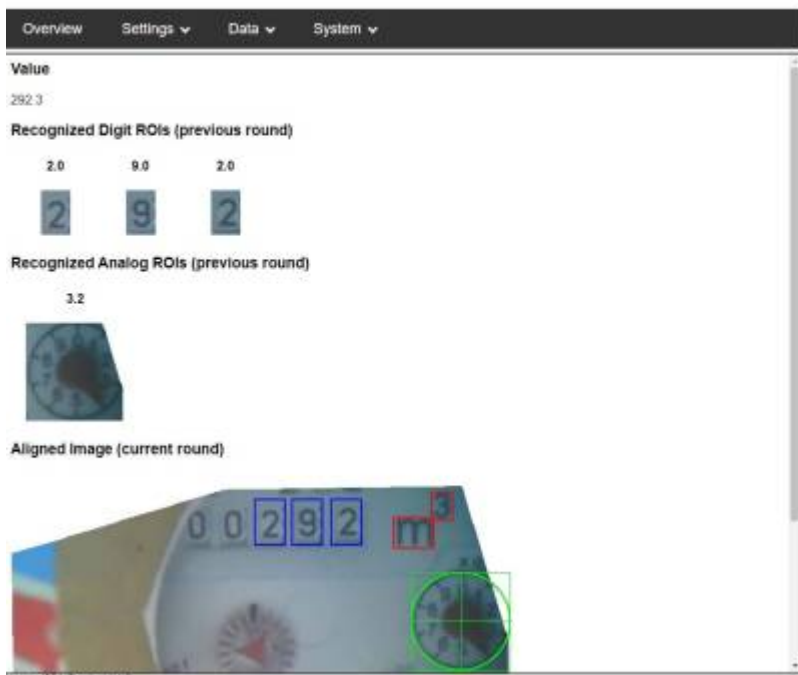 Overview Settings Data System
Value
292.3
Recognized Digit ROIs (previous round)
2.0 9.0 2.0
2 9 2
Recognized Analog ROIs (previous round)
3.2
Aligned Image (current round)
0 0 2 9 2 m3